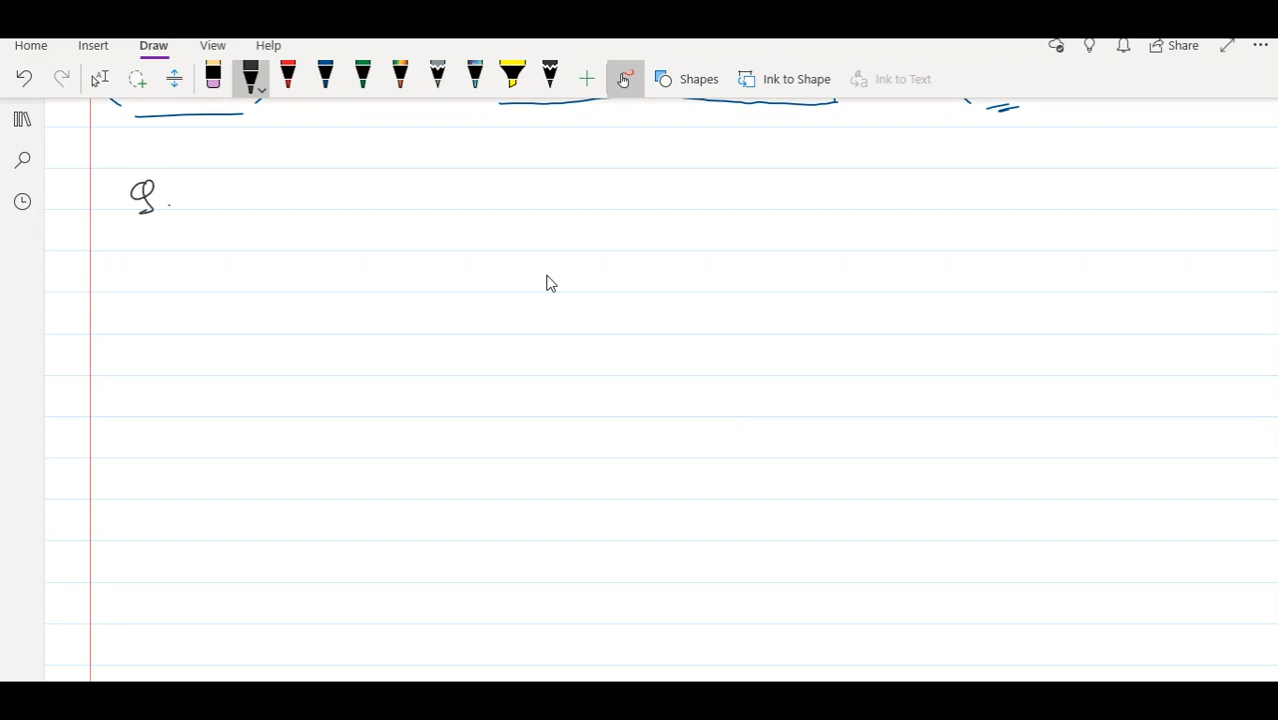 Home Insert Draw View Help Share
Shapes Ink to Shape Ink to Text
Q.